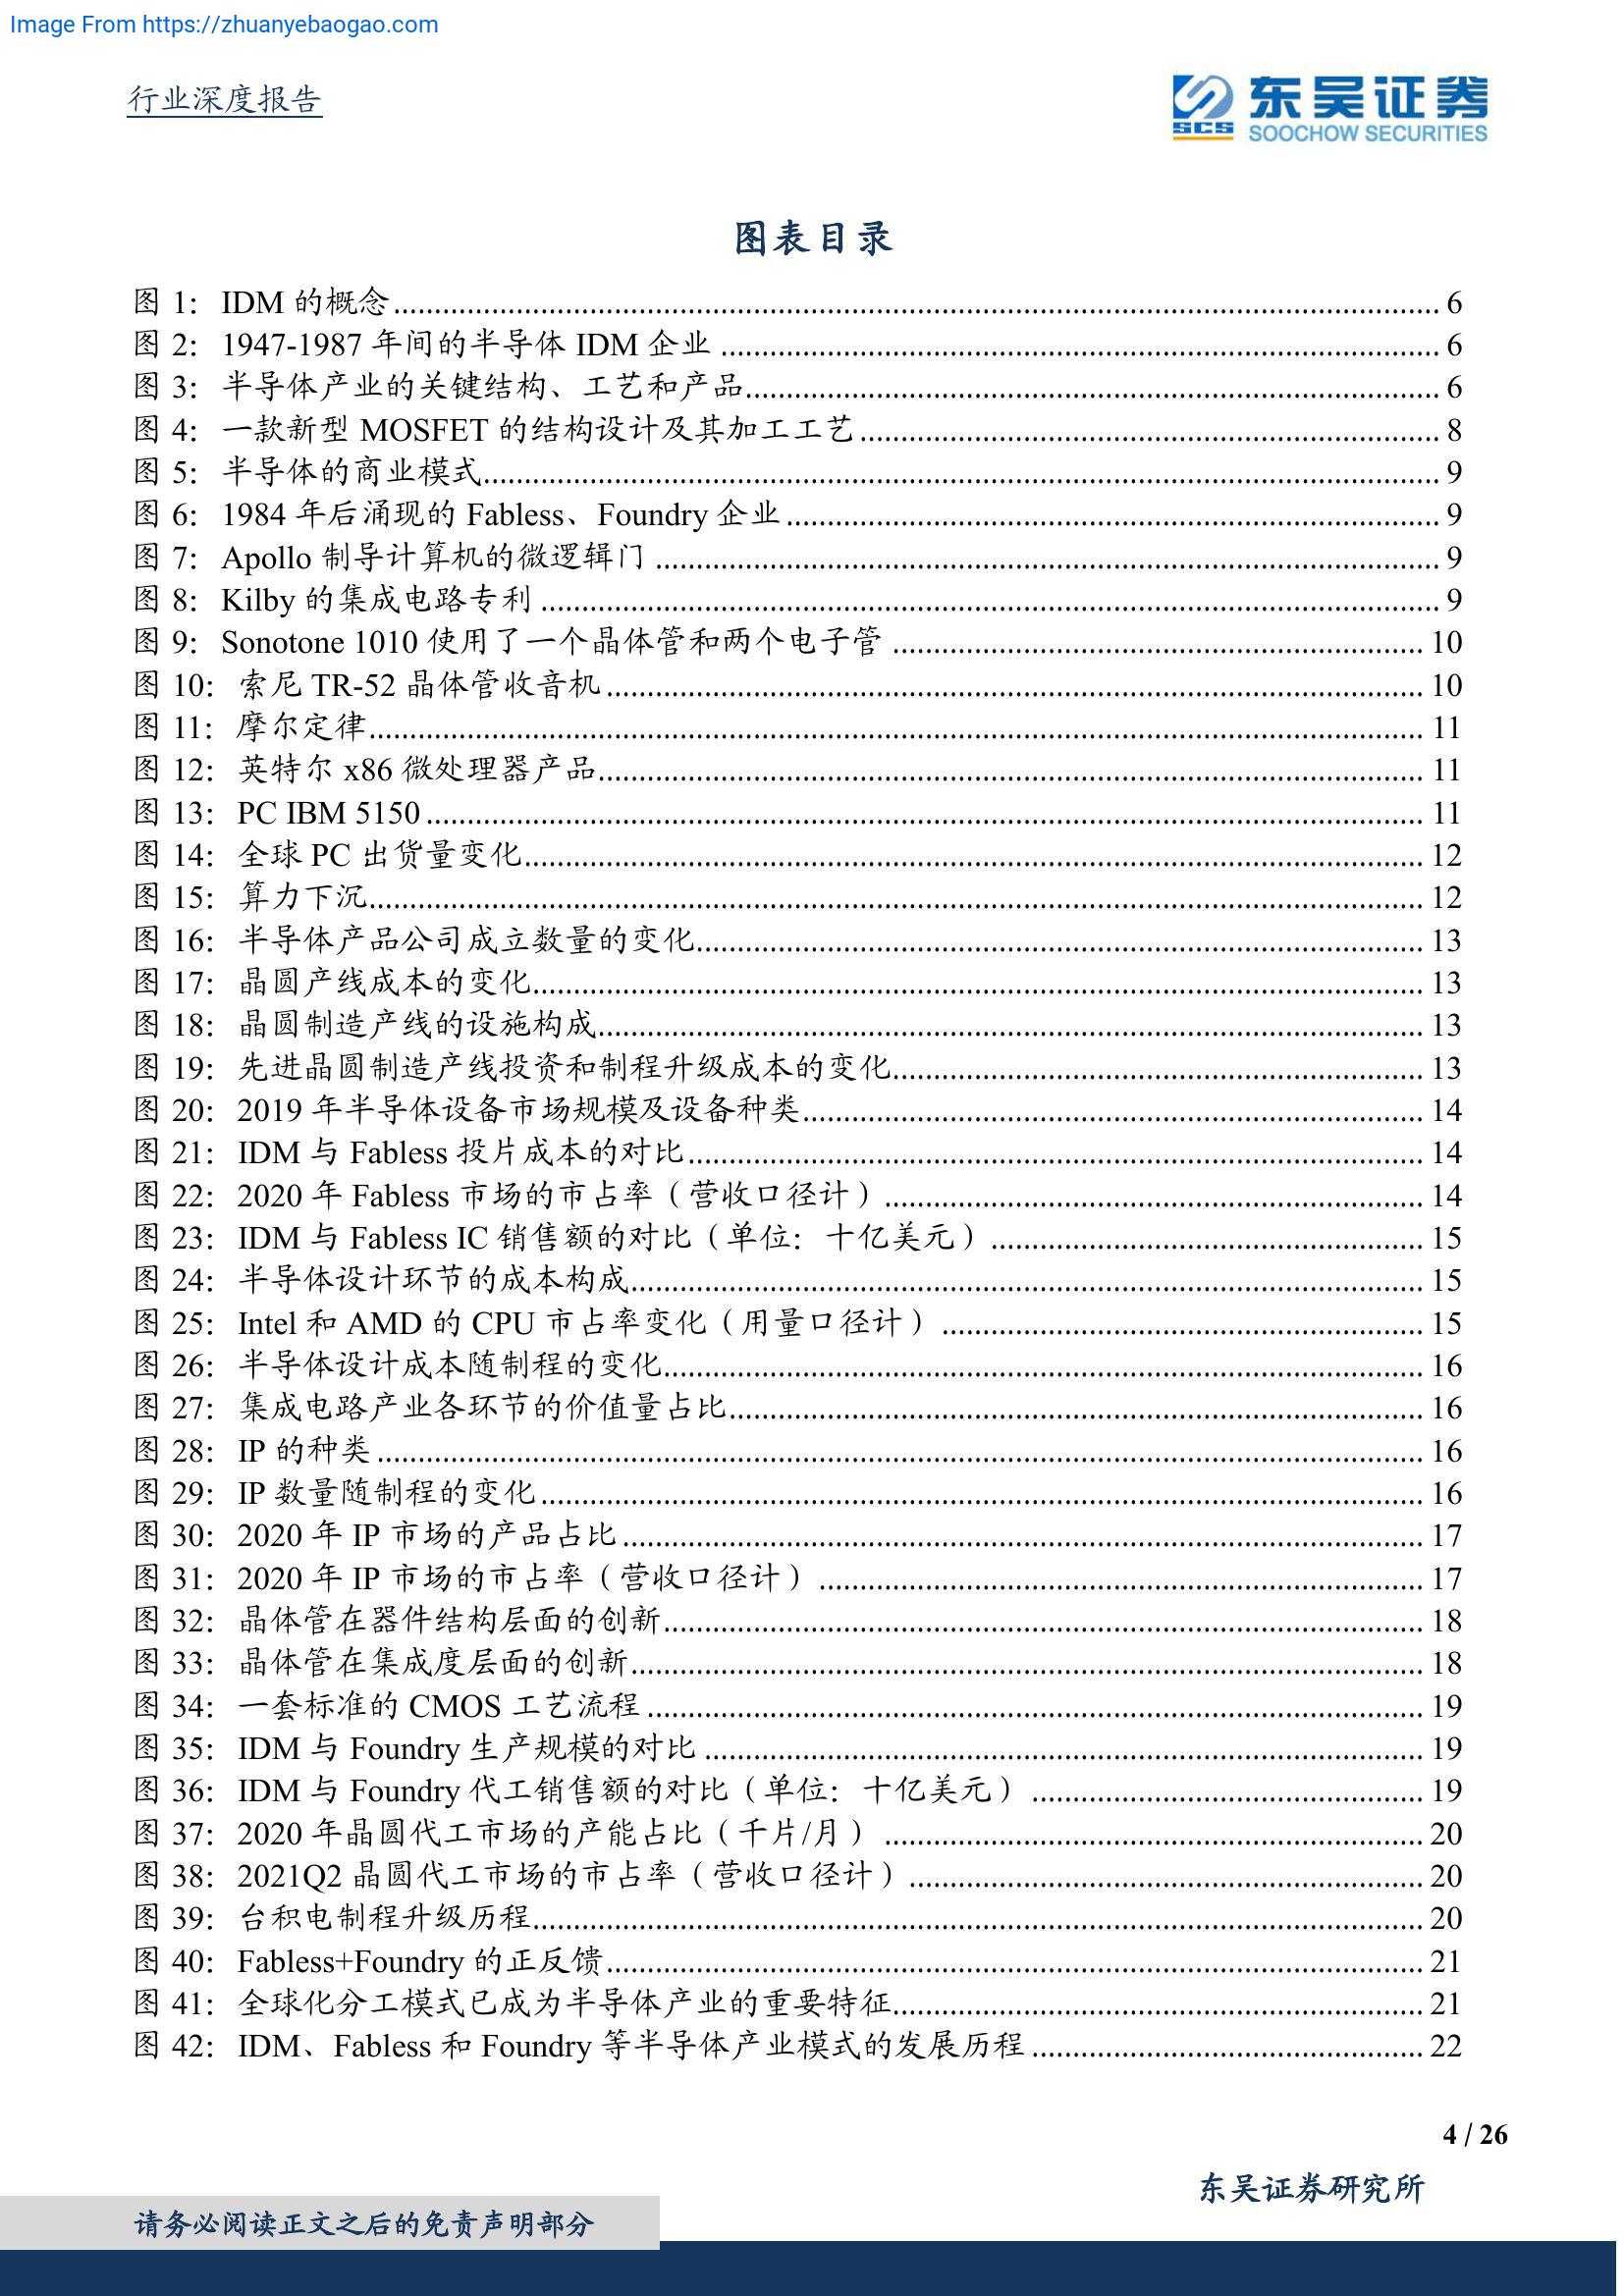 Image From https://zhuanyebaogao.com
行业深度报告
SCS 东吴证券
SOOCHOW SECURITIES
图表目录
图 1: IDM 的概念 6
图 2: 1947-1987 年间的半导体 IDM 企业 6
图 3: 半导体产业的关键结构、工艺和产品 6
图 4: 一款新型 MOSFET 的结构设计及其加工工艺 8
图 5: 半导体的商业模式 9
图 6: 1984 年后涌现的 Fabless、Foundry 企业 9
图 7: Apollo 制导计算机的微逻辑门 9
图 8: Kilby 的集成电路专利 9
图 9: Sonotone 1010 使用了一个晶体管和两个电子管 10
图 10: 索尼 TR-52 晶体管收音机 10
图 11: 摩尔定律 11
图 12: 英特尔 x86 微处理器产品 11
图 13: PC IBM 5150 11
图 14: 全球 PC 出货量变化 12
图 15: 算力下沉 12
图 16: 半导体产品公司成立数量的变化 13
图 17: 晶圆产线成本的变化 13
图 18: 晶圆制造产线的设施构成 13
图 19: 先进晶圆制造产线投资和制程升级成本的变化 13
图 20: 2019 年半导体设备市场规模及设备种类 14
图 21: IDM 与 Fabless 投片成本的对比 14
图 22: 2020 年 Fabless 市场的市占率（营收口径计） 14
图 23: IDM 与 Fabless IC 销售额的对比（单位：十亿美元） 15
图 24: 半导体设计环节的成本构成 15
图 25: Intel 和 AMD 的 CPU 市占率变化（用量口径计） 15
图 26: 半导体设计成本随制程的变化 16
图 27: 集成电路产业各环节的价值量占比 16
图 28: IP 的种类 16
图 29: IP 数量随制程的变化 16
图 30: 2020 年 IP 市场的产品占比 17
图 31: 2020 年 IP 市场的市占率（营收口径计） 17
图 32: 晶体管在器件结构层面的创新 18
图 33: 晶体管在集成度层面的创新 18
图 34: 一套标准的 CMOS 工艺流程 19
图 35: IDM 与 Foundry 生产规模的对比 19
图 36: IDM 与 Foundry 代工销售额的对比（单位：十亿美元） 19
图 37: 2020 年晶圆代工市场的产能占比（千片/月） 20
图 38: 2021Q2 晶圆代工市场的市占率（营收口径计） 20
图 39: 台积电制程升级历程 20
图 40: Fabless+Foundry 的正反馈 21
图 41: 全球化分工模式已成为半导体产业的重要特征 21
图 42: IDM、Fabless 和 Foundry 等半导体产业模式的发展历程 22
4 / 26
东吴证券研究所
请务必阅读正文之后的免责声明部分